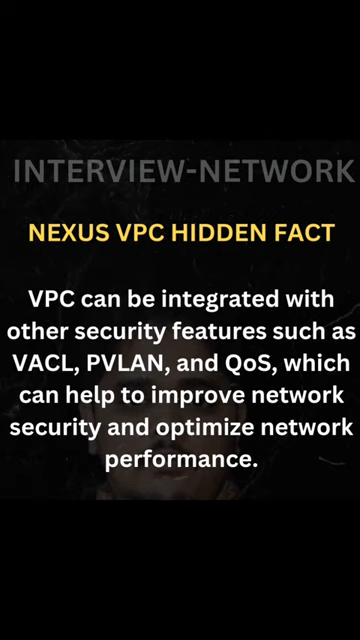 INTERVIEW-NETWORK
NEXUS VPC HIDDEN FACT
VPC can be integrated with
other security features such as
VACL, PVLAN, and QoS, which
can help to improve network
security and optimize network
performance.